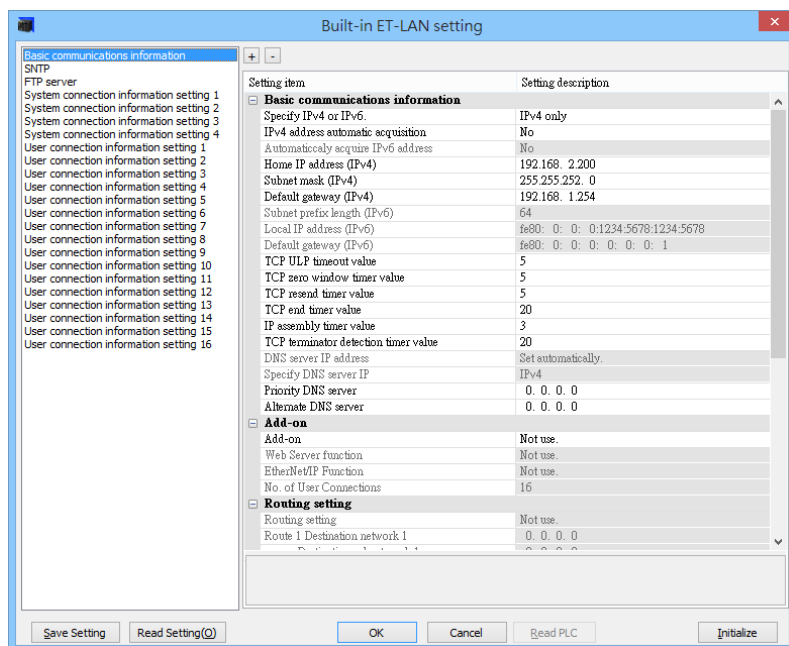 Built-in ET-LAN setting
Basic communications information
SNTP
FTP server
System connection information setting 1
System connection information setting 2
System connection information setting 3
System connection information setting 4
User connection information setting 1
User connection information setting 2
User connection information setting 3
User connection information setting 4
User connection information setting 5
User connection information setting 6
User connection information setting 7
User connection information setting 8
User connection information setting 9
User connection information setting 10
User connection information setting 11
User connection information setting 12
User connection information setting 13
User connection information setting 14
User connection information setting 15
User connection information setting 16
+ -
Setting item Setting description
Basic communications information
Specify IPv4 or IPv6. IPv4 only
IPv4 address automatic acquisition No
Automaticcaly acquire IPv6 address No
Home IP address (IPv4) 192.168. 2.200
Subnet mask (IPv4) 255.255.252. 0
Default gateway (IPv4) 192.168. 1.254
Subnet prefix length (IPv6) 64
Local IP address (IPv6) fe80: 0: 0: 0:1234:5678:1234:5678
Default gateway (IPv6) fe80: 0: 0: 0: 0: 0: 0: 1
TCP ULP timeout value 5
TCP zero window timer value 5
TCP resend timer value 5
TCP end timer value 20
IP assembly timer value 3
TCP terminator detection timer value 20
DNS server IP address Set automatically.
Specify DNS server IP IPv4
Priority DNS server 0. 0. 0. 0
Alternate DNS server 0. 0. 0. 0
Add-on
Add-on Not use.
Web Server function Not use.
EtherNet/IP Function Not use.
No. of User Connections 16
Routing setting
Routing setting Not use.
Route 1 Destination network 1 0. 0. 0. 0
Save Setting Read Setting(O) OK Cancel Read PLC Initialize